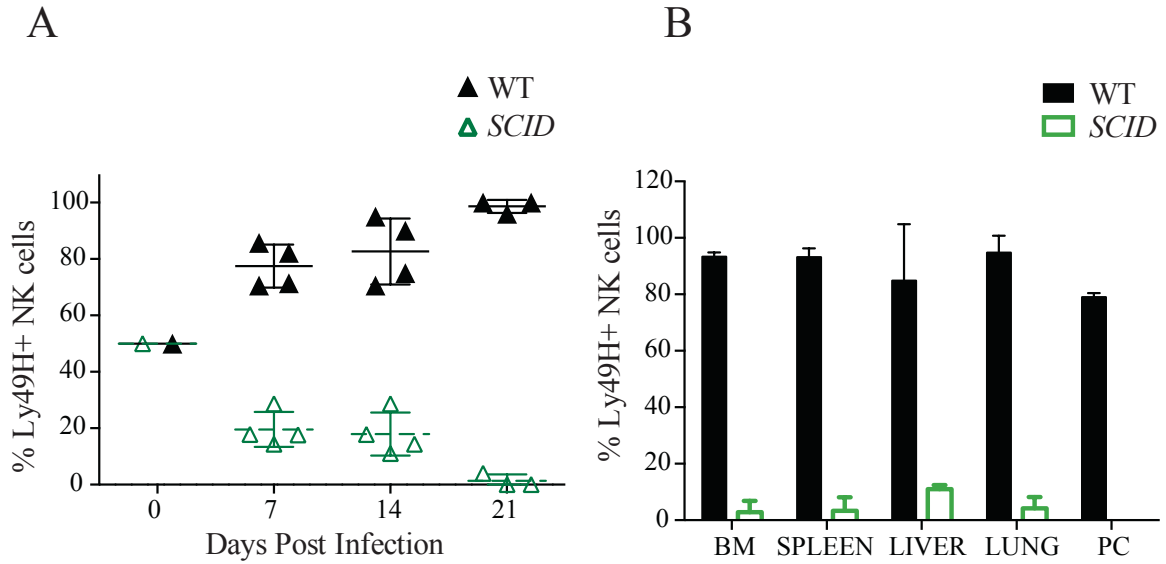 A
WT
SCID
% Ly49H+ NK cells
100
80
60
40
20
0
0 7 14 21
Days Post Infection
B
WT
SCID
% Ly49H+ NK cells
120
100
80
60
40
20
0
BM SPLEEN LIVER LUNG PC